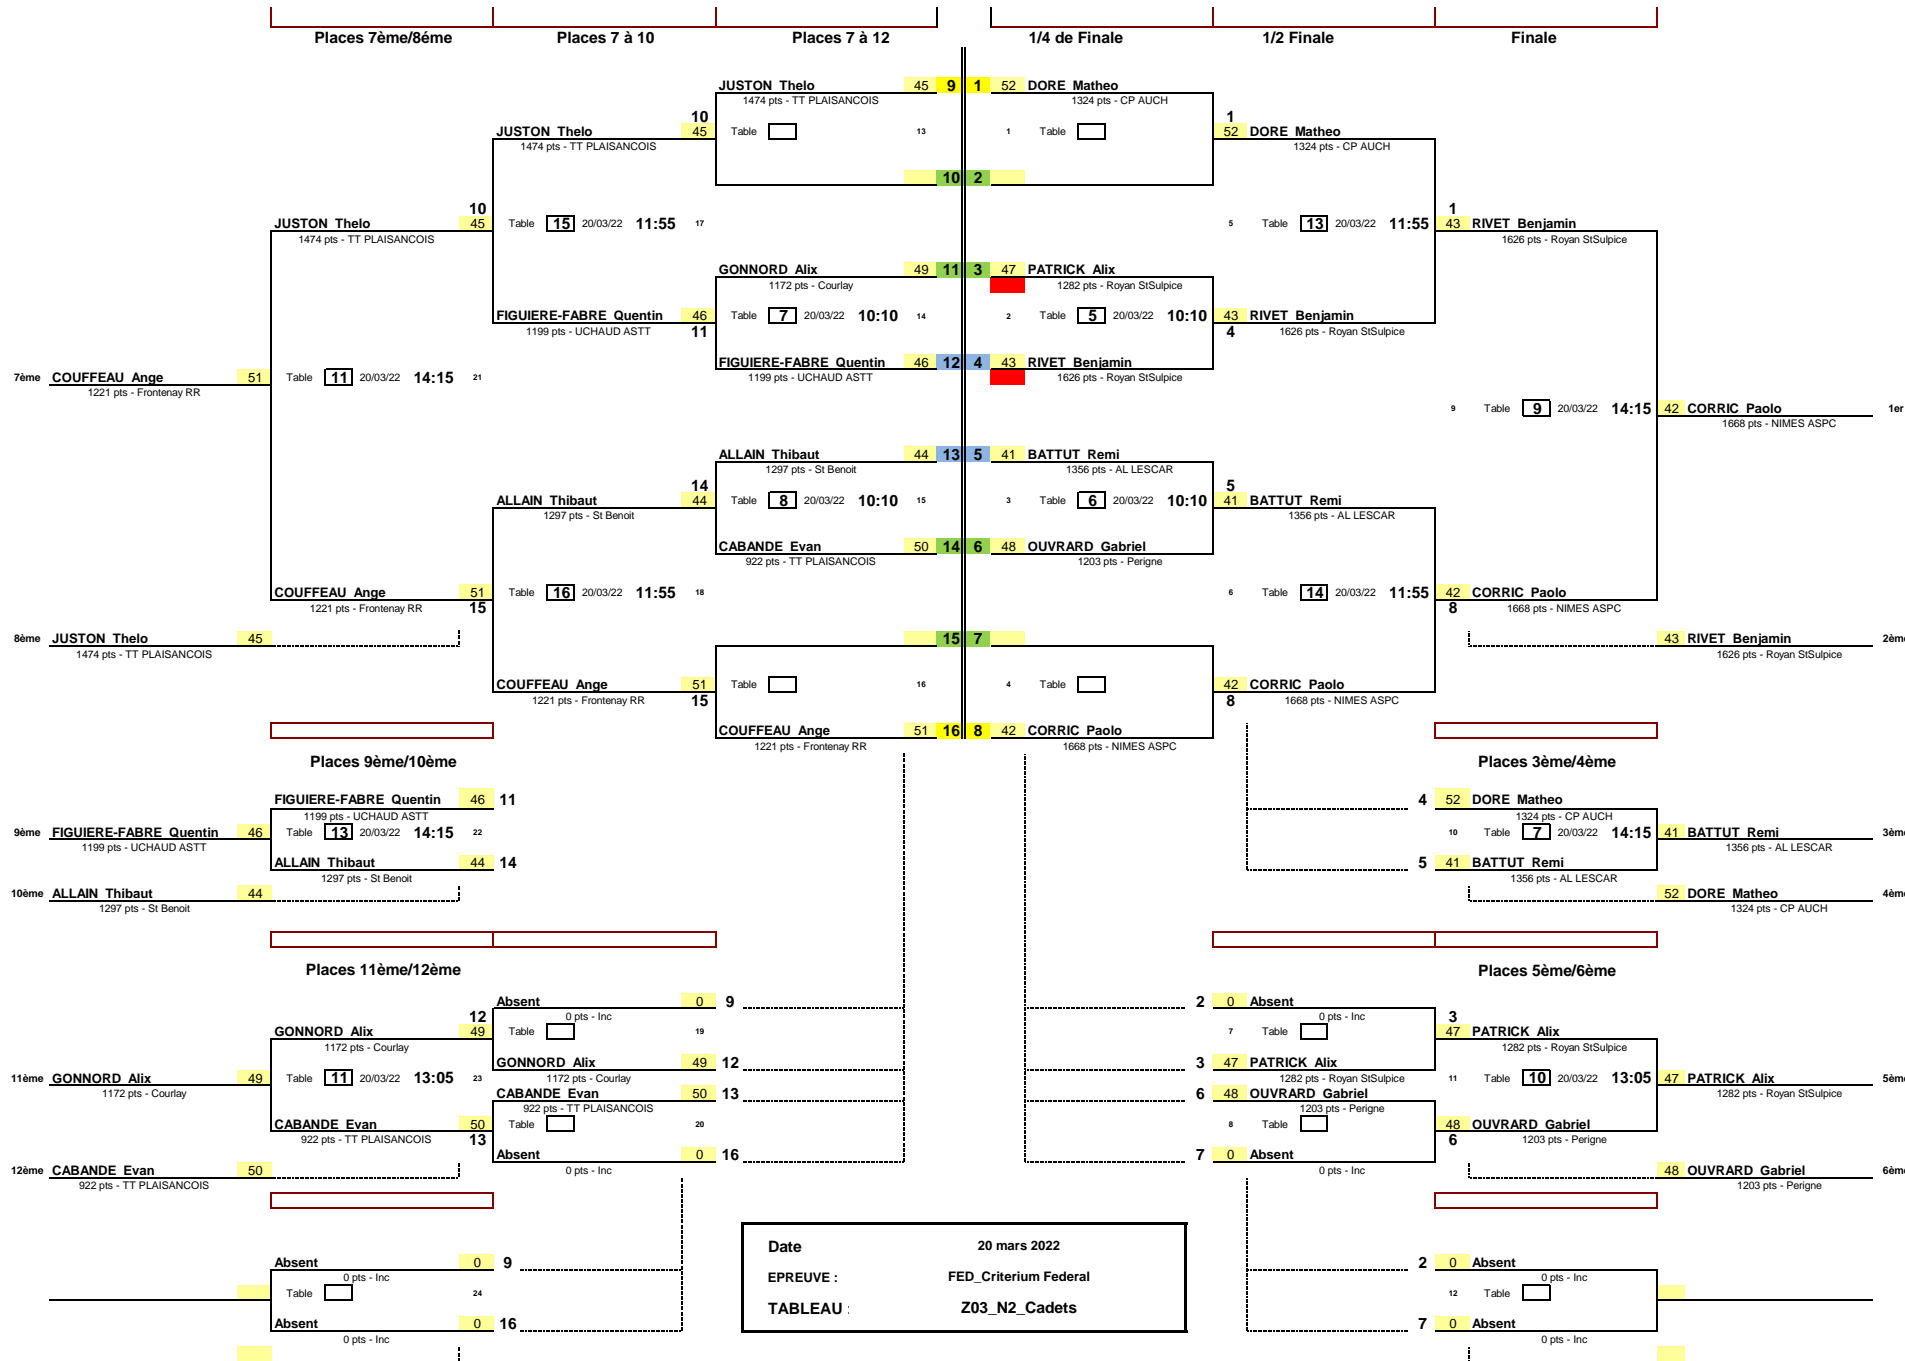 Places 7ème/8éme Places 7 à 10 Places 7 à 12 1/4 de Finale 1/2 Finale Finale
JUSTON Thelo 45 9 1 52 DORE Matheo
1474 pts - TT PLAISANCOIS 1324 pts - CP AUCH
10 1
JUSTON Thelo 45 Table 13 1 Table 52 DORE Matheo
1474 pts - TT PLAISANCOIS 1324 pts - CP AUCH
10 2
10 1
JUSTON Thelo 45 Table 15 20/03/22 11:55 17 5 Table 13 20/03/22 11:55 43 RIVET Benjamin
1474 pts - TT PLAISANCOIS 1626 pts - Royan StSulpice
GONNORD Alix 49 11 3 47 PATRICK Alix
1172 pts - Courlay 1282 pts - Royan StSulpice
FIGUIERE-FABRE Quentin 46 Table 7 20/03/22 10:10 14 2 Table 5 20/03/22 10:10 43 RIVET Benjamin
1199 pts - UCHAUD ASTT 11 4 1626 pts - Royan StSulpice
FIGUIERE-FABRE Quentin 46 12 4 43 RIVET Benjamin
7ème COUFFEAU Ange 51 Table 11 20/03/22 14:15 21 1199 pts - UCHAUD ASTT 1626 pts - Royan StSulpice
1221 pts - Frontenay RR
9 Table 9 20/03/22 14:15 42 CORRIC Paolo 1er
1668 pts - NIMES ASPC
ALLAIN Thibaut 44 13 5 41 BATTUT Remi
1297 pts - St Benoit 1356 pts - AL LESCAR
14 5
ALLAIN Thibaut 44 Table 8 20/03/22 10:10 15 3 Table 6 20/03/22 10:10 41 BATTUT Remi
1297 pts - St Benoit 1356 pts - AL LESCAR
CABANDE Evan 50 14 6 48 OUVRARD Gabriel
922 pts - TT PLAISANCOIS 1203 pts - Perigne
COUFFEAU Ange 51 Table 16 20/03/22 11:55 18 6 Table 14 20/03/22 11:55 42 CORRIC Paolo
1221 pts - Frontenay RR 15 8 1668 pts - NIMES ASPC
8ème JUSTON Thelo 45 15 7 43 RIVET Benjamin 2èm
1474 pts - TT PLAISANCOIS 1626 pts - Royan StSulpice
COUFFEAU Ange 51 Table 16 4 Table 42 CORRIC Paolo
1221 pts - Frontenay RR 15 8 1668 pts - NIMES ASPC
COUFFEAU Ange 51 16 8 42 CORRIC Paolo
1221 pts - Frontenay RR 1668 pts - NIMES ASPC
Places 9ème/10ème Places 3ème/4ème
FIGUIERE-FABRE Quentin 46 11 4 52 DORE Matheo
1199 pts - UCHAUD ASTT 1324 pts - CP AUCH
9ème FIGUIERE-FABRE Quentin 46 Table 13 20/03/22 14:15 22 10 Table 7 20/03/22 14:15 41 BATTUT Remi 3èm
1199 pts - UCHAUD ASTT 1356 pts - AL LESCAR
ALLAIN Thibaut 44 14 5 41 BATTUT Remi
1297 pts - St Benoit 1356 pts - AL LESCAR
10ème ALLAIN Thibaut 44 52 DORE Matheo 4èm
1297 pts - St Benoit 1324 pts - CP AUCH
Places 11ème/12ème Places 5ème/6ème
Absent 0 9 2 0 Absent
0 pts - Inc 0 pts - Inc
12 3
GONNORD Alix 49 Table 19 7 Table 47 PATRICK Alix
1172 pts - Courlay 1282 pts - Royan StSulpice
GONNORD Alix 49 12 3 47 PATRICK Alix
11ème GONNORD Alix 49 Table 11 20/03/22 13:05 23 1172 pts - Courlay 1282 pts - Royan StSulpice 11 Table 10 20/03/22 13:05 47 PATRICK Alix 5èm
1172 pts - Courlay 1282 pts - Royan StSulpice
CABANDE Evan 50 13 6 48 OUVRARD Gabriel
922 pts - TT PLAISANCOIS 1203 pts - Perigne
CABANDE Evan 50 Table 20 8 Table 48 OUVRARD Gabriel
922 pts - TT PLAISANCOIS 13 6 1203 pts - Perigne
Absent 0 16 7 0 Absent
0 pts - Inc 0 pts - Inc
12ème CABANDE Evan 50 48 OUVRARD Gabriel 6èm
922 pts - TT PLAISANCOIS 1203 pts - Perigne
Date 20 mars 2022
EPREUVE : FED_Criterium Federal
TABLEAU : Z03_N2_Cadets
Absent 0 9 2 0 Absent
0 pts - Inc 0 pts - Inc
Table 24 12 Table
Absent 0 16 7 0 Absent
0 pts - Inc 0 pts - Inc